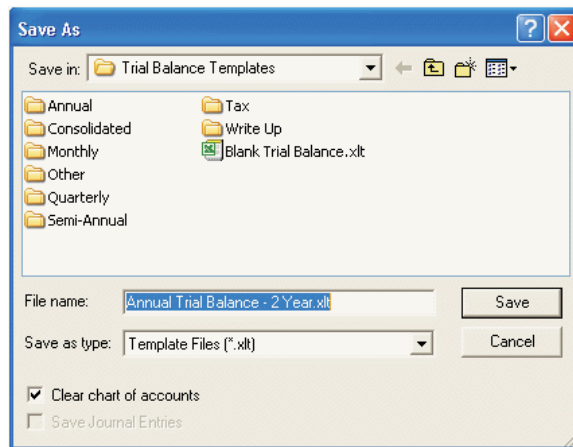 Save As
Save in: Trial Balance Templates
Annual
Consolidated
Monthly
Other
Quarterly
Semi-Annual
Tax
Write Up
Blank Trial Balance.xlt
File name: Annual Trial Balance - 2 Year.xlt Save
Save as type: Template Files (*.xlt) Cancel
Clear chart of accounts
Save Journal Entries